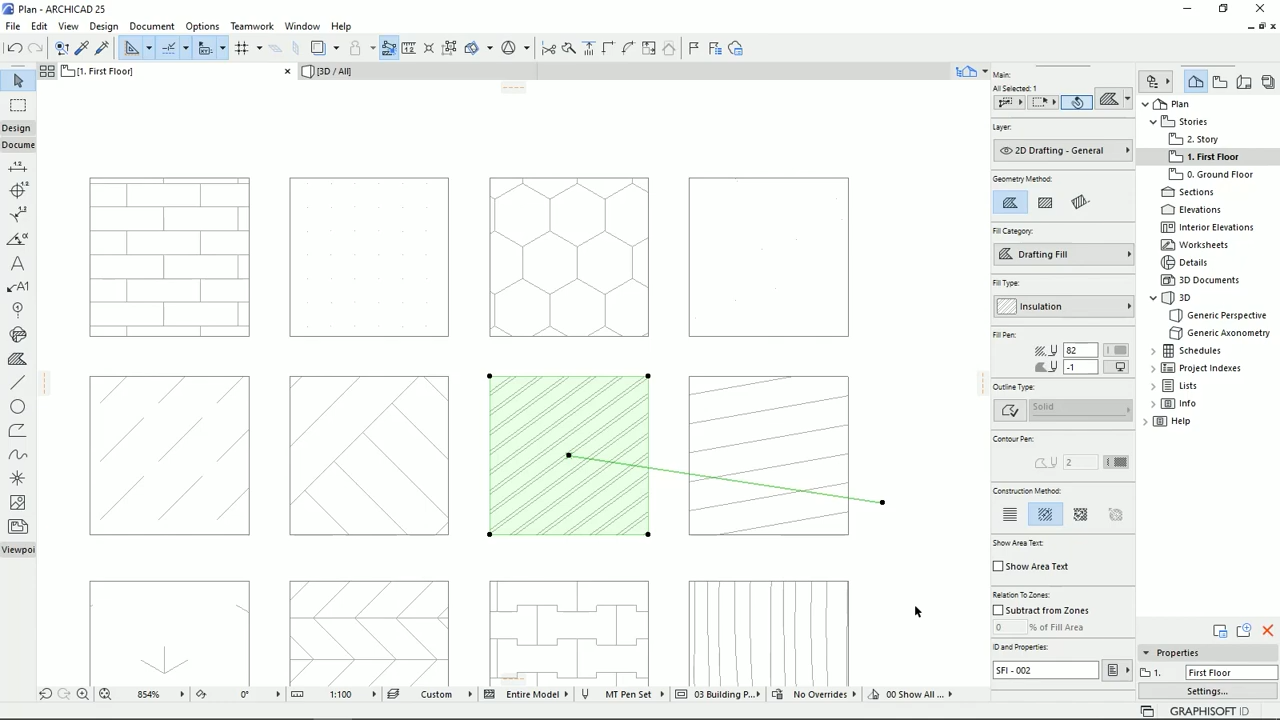 Plan - ARCHICAD 25
File Edit View Design Document Options Teamwork Window Help
[1. First Floor]
[3D / All]
Design
Docume
Viewpoi
Main:
All Selected: 1
Layer:
2D Drafting - General
Geometry Method:
Fill Category:
Drafting Fill
Fill Type:
Insulation
Fill Pen:
82
-1
Outline Type:
Solid
Contour Pen:
2
Construction Method:
Show Area Text:
Show Area Text
Relation To Zones:
Subtract from Zones
0 % of Fill Area
ID and Properties:
SFI - 002
Plan
Stories
2. Story
1. First Floor
0. Ground Floor
Sections
Elevations
Interior Elevations
Worksheets
Details
3D Documents
3D
Generic Perspective
Generic Axonometry
Schedules
Project Indexes
Lists
Info
Help
Properties
1. First Floor
Settings...
GRAPHISOFT ID
854% 0° 1:100 Custom Entire Model MT Pen Set 03 Building P... No Overrides 00 Show All ...